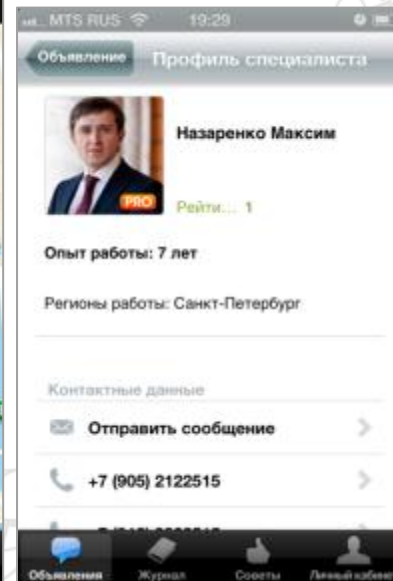 MTS RUS 19:29
Объявление Профиль специалиста
Назаренко Максим
PRO
Рейти... 1
Опыт работы: 7 лет
Регионы работы: Санкт-Петербург
Контактные данные
Отправить сообщение
+7 (905) 2122515
Объявления Журнал Советы Личный кабинет